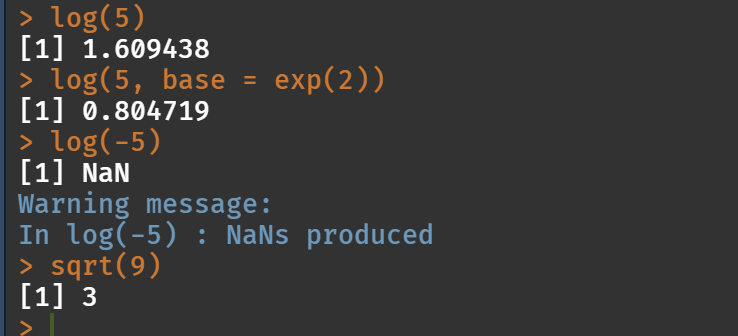 > log(5)
[1] 1.609438
> log(5, base = exp(2))
[1] 0.804719
> log(-5)
[1] NaN
Warning message:
In log(-5) : NaNs produced
> sqrt(9)
[1] 3
>